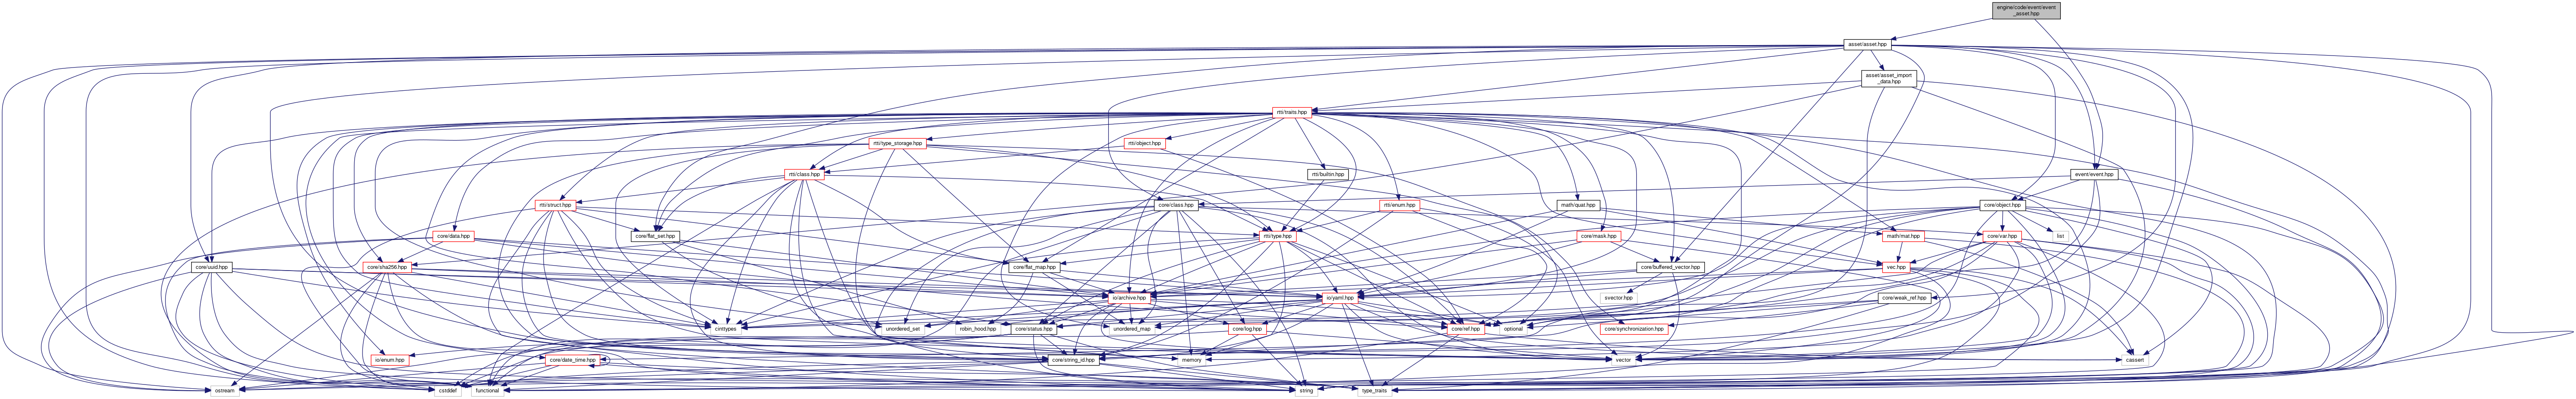 engine/code/event/event
_asset.hpp
asset/asset.hpp
asset/asset_import
_data.hpp
rtti/traits.hpp
rtti/type_storage.hpp
rtti/object.hpp
rtti/class.hpp
rtti/builtin.hpp
event/event.hpp
rtti/struct.hpp
core/class.hpp
rtti/enum.hpp
math/quat.hpp
core/object.hpp
core/data.hpp
core/flat_set.hpp
rtti/type.hpp
core/mask.hpp
math/mat.hpp
core/var.hpp
list
core/uuid.hpp
core/sha256.hpp
core/flat_map.hpp
core/buffered_vector.hpp
vec.hpp
io/archive.hpp
io/yaml.hpp
svector.hpp
core/weak_ref.hpp
cinttypes
unordered_set
robin_hood.hpp
core/status.hpp
unordered_map
core/log.hpp
core/ref.hpp
optional
core/synchronization.hpp
io/enum.hpp
core/date_time.hpp
core/string_id.hpp
memory
vector
cassert
ostream
cstddef
functional
string
type_traits